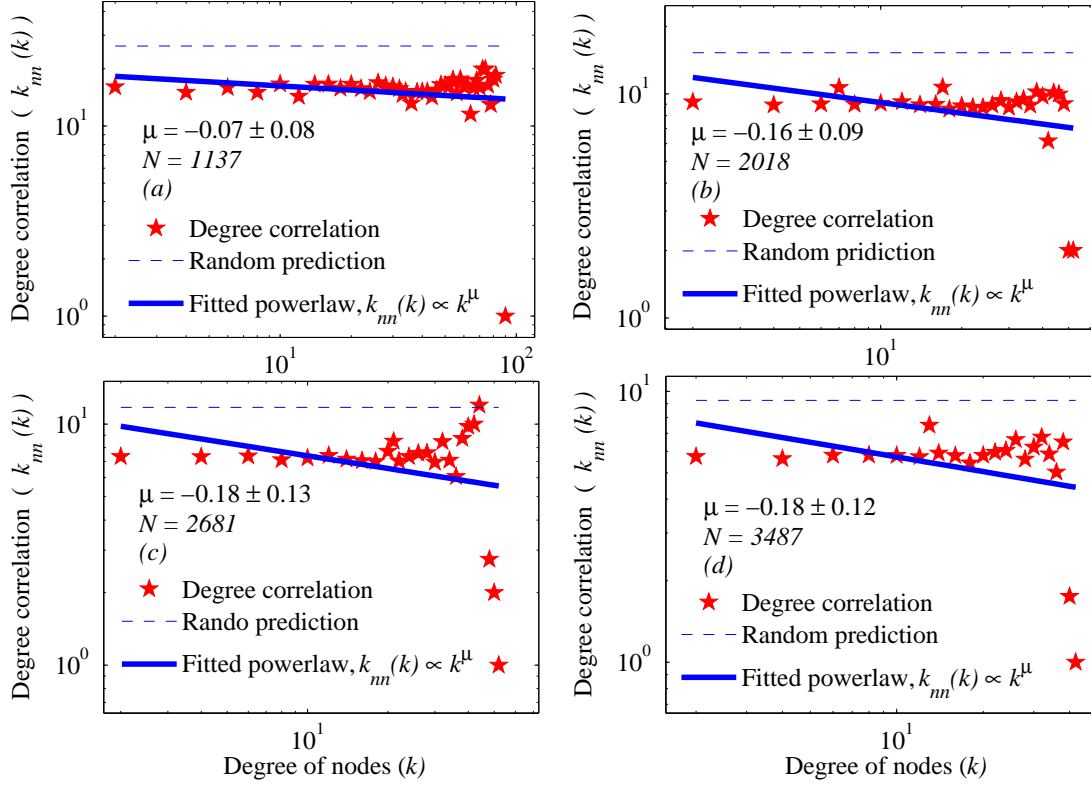 Degree correlation ( k_nn (k) )
10^1
10^0
μ = −0.07 ± 0.08
N = 1137
(a)
Degree correlation
Random prediction
Fitted powerlaw, k_nn(k) ∝ k^μ
10^1
10^2
Degree correlation ( k_nn (k) )
10^1
10^0
μ = −0.16 ± 0.09
N = 2018
(b)
Degree correlation
Random pridiction
Fitted powerlaw, k_nn(k) ∝ k^μ
10^1
Degree correlation ( k_nn (k) )
10^1
10^0
μ = −0.18 ± 0.13
N = 2681
(c)
Degree correlation
Rando prediction
Fitted powerlaw, k_nn(k) ∝ k^μ
10^1
Degree of nodes (k)
Degree correlation ( k_nn (k) )
10^1
10^0
μ = −0.18 ± 0.12
N = 3487
(d)
Degree correlation
Random prediction
Fitted powerlaw, k_nn(k) ∝ k^μ
10^1
Degree of nodes (k)